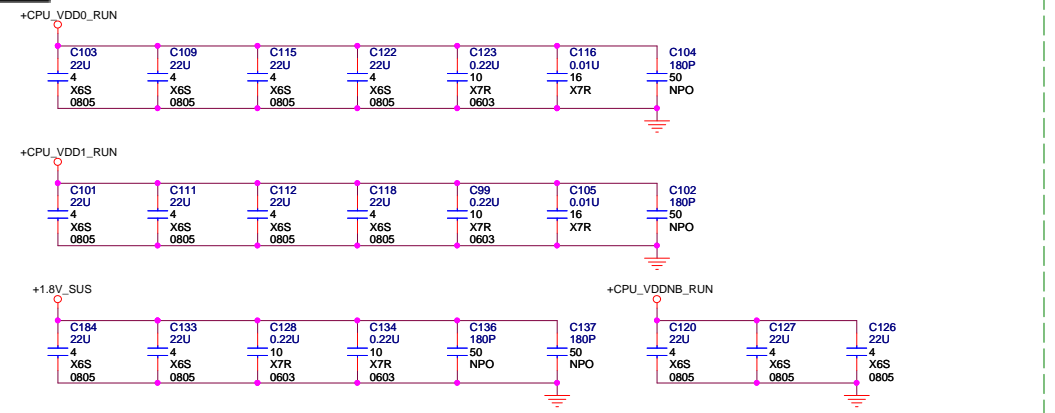 +CPU_VDD0_RUN
C103 C109 C115 C122 C123 C116 C104
22U 22U 22U 22U 0.22U 0.01U 180P
4 4 4 4 10 16 50
X6S X6S X6S X6S X7R X7R NPO
0805 0805 0805 0805 0603
+CPU_VDD1_RUN
C101 C111 C112 C118 C99 C105 C102
22U 22U 22U 22U 0.22U 0.01U 180P
4 4 4 4 10 16 50
X6S X6S X6S X6S X7R X7R NPO
0805 0805 0805 0805 0603
+1.8V_SUS +CPU_VDDNB_RUN
C184 C133 C128 C134 C136 C137 C120 C127 C126
22U 22U 0.22U 0.22U 180P 180P 22U 22U 22U
4 4 10 10 50 50 4 4 4
X6S X6S X7R X7R NPO NPO X6S X6S X6S
0805 0805 0603 0603 0805 0805 0805